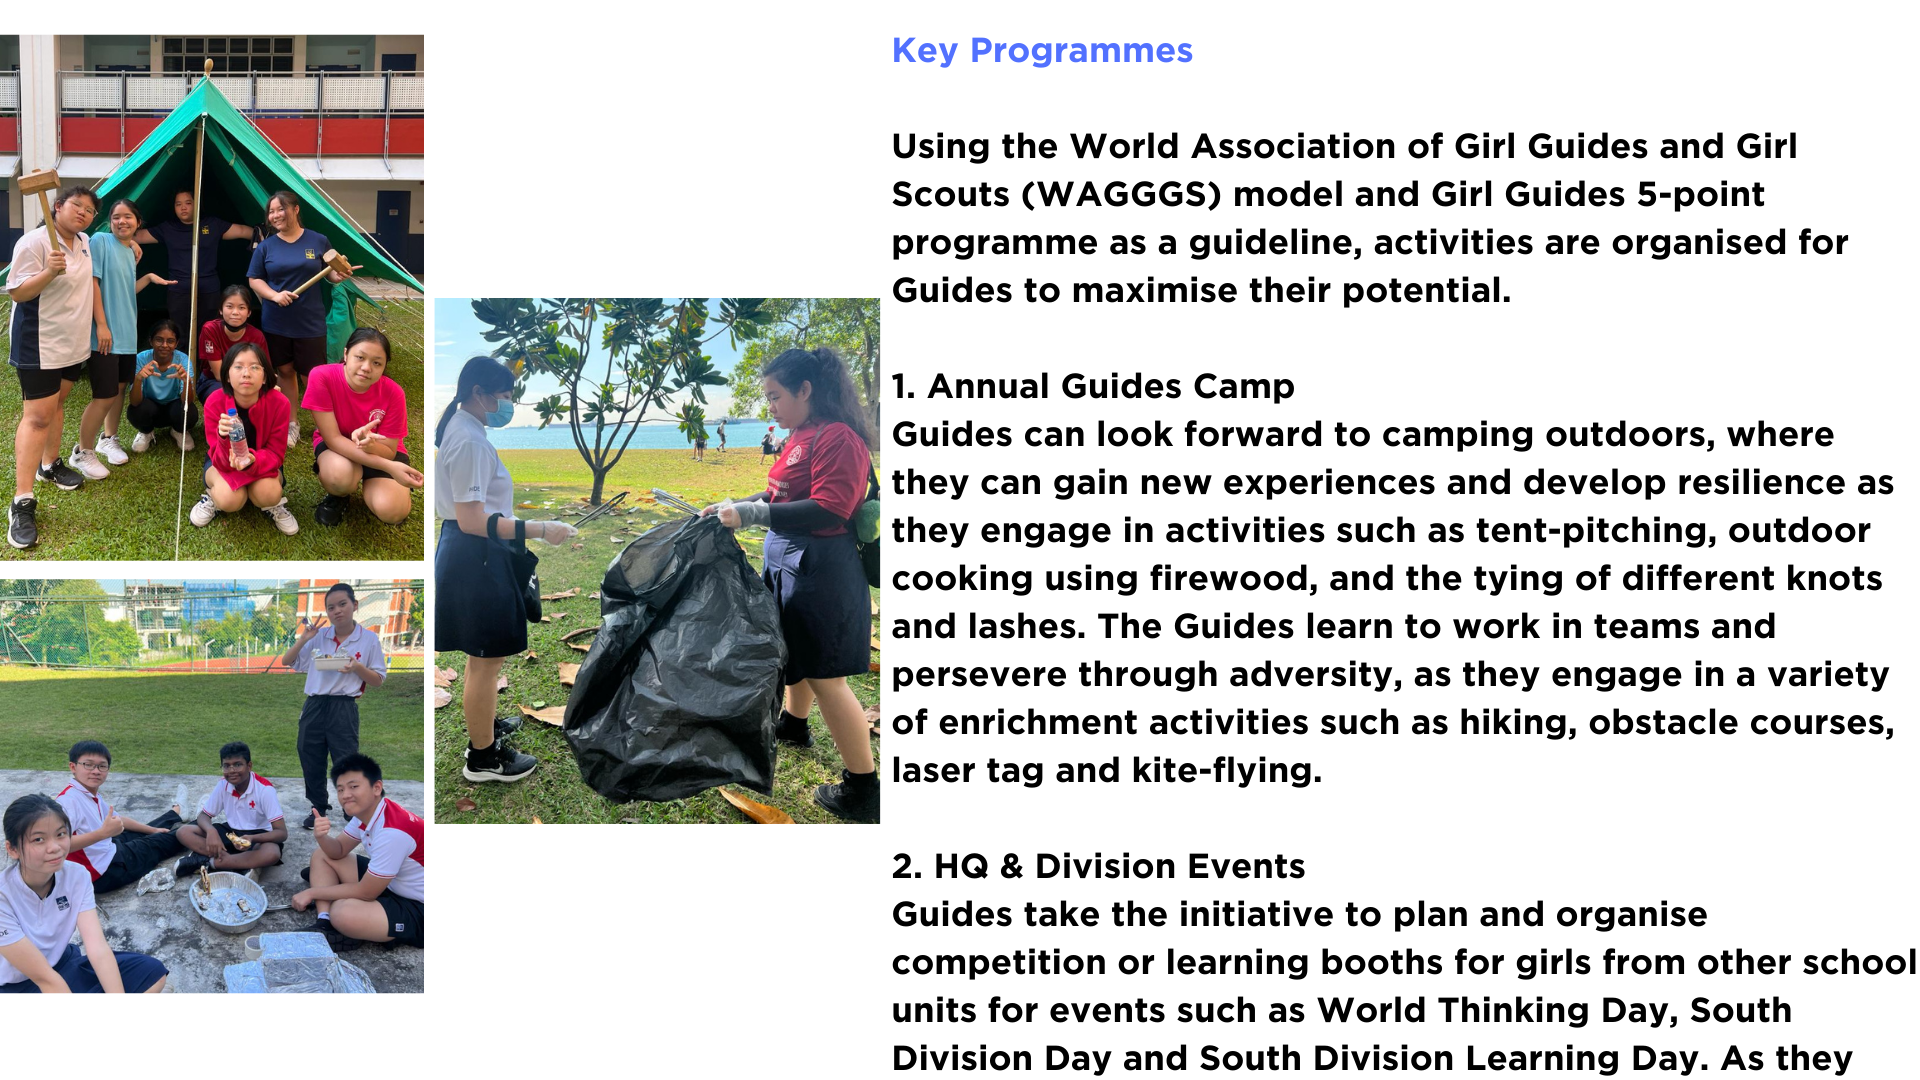 Key Programmes
Using the World Association of Girl Guides and Girl
Scouts (WAGGGS) model and Girl Guides 5-point
programme as a guideline, activities are organised for
Guides to maximise their potential.
1. Annual Guides Camp
Guides can look forward to camping outdoors, where
they can gain new experiences and develop resilience as
they engage in activities such as tent-pitching, outdoor
cooking using firewood, and the tying of different knots
and lashes. The Guides learn to work in teams and
persevere through adversity, as they engage in a variety
of enrichment activities such as hiking, obstacle courses,
laser tag and kite-flying.
2. HQ & Division Events
Guides take the initiative to plan and organise
competition or learning booths for girls from other school
units for events such as World Thinking Day, South
Division Day and South Division Learning Day. As they